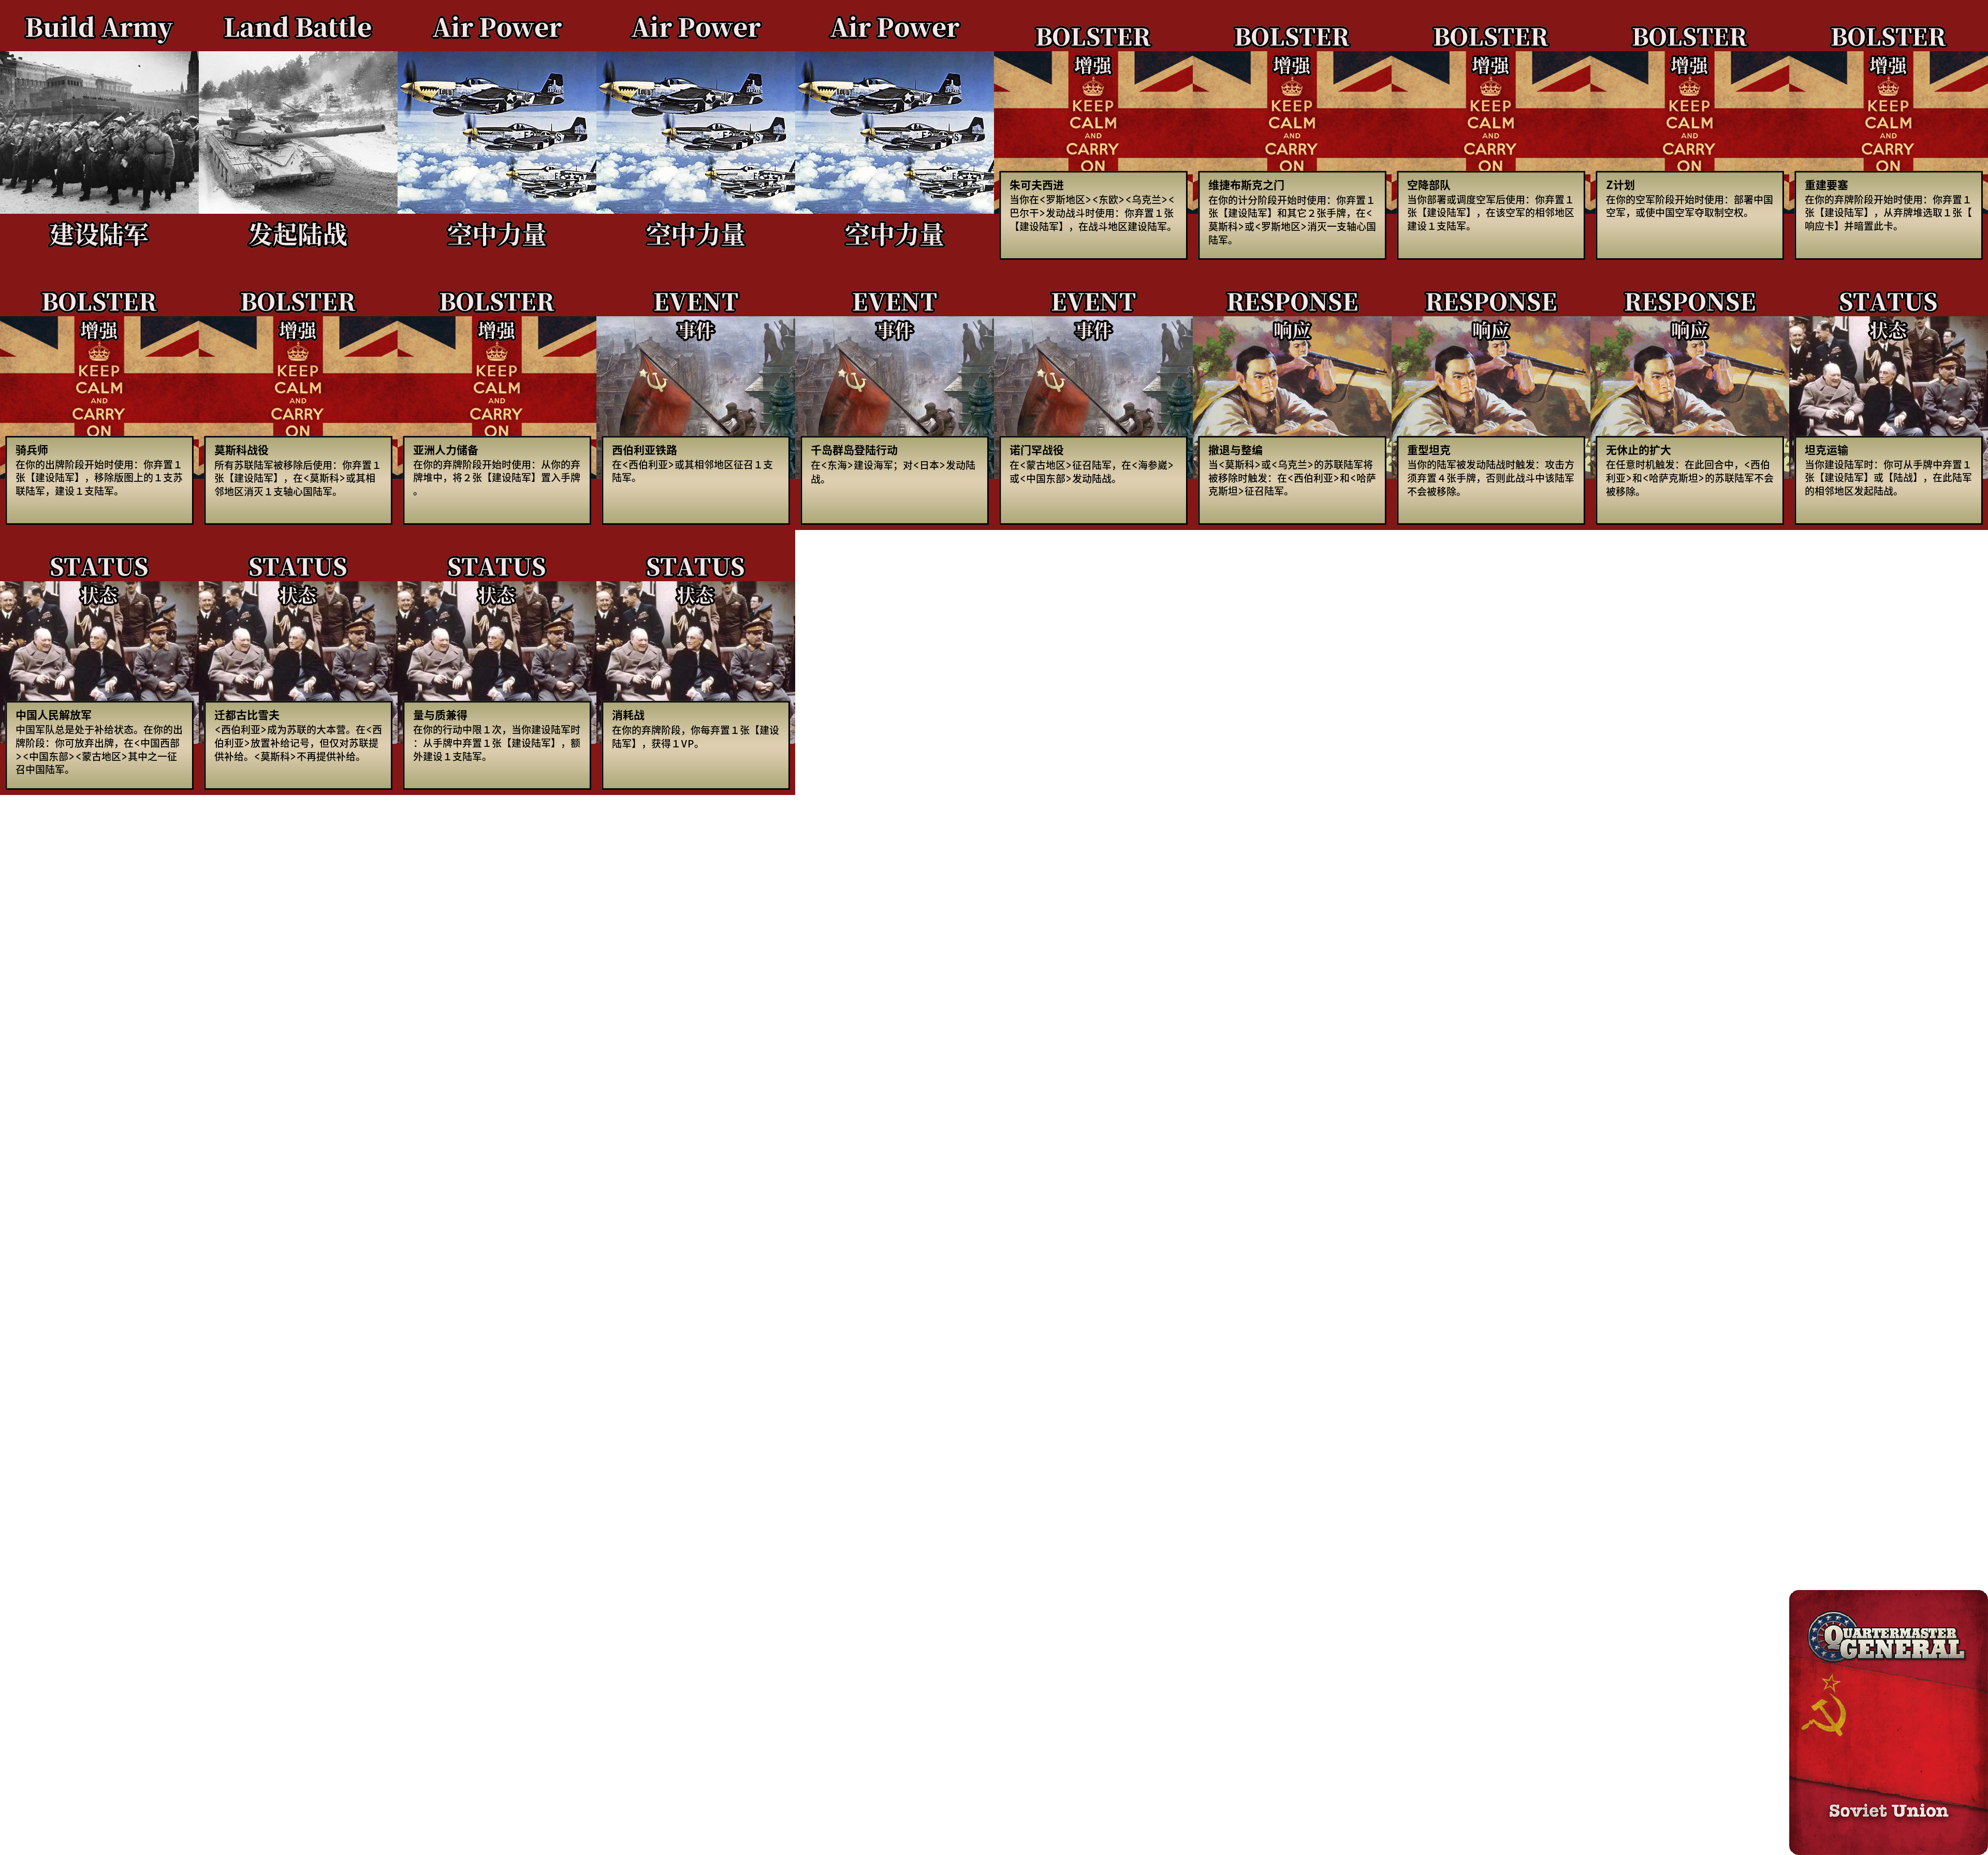 Build Army
建设陆军
Land Battle
发起陆战
Air Power
空中力量
Air Power
空中力量
Air Power
空中力量
BOLSTER
增强
KEEP
CALM
AND
CARRY
ON
朱可夫西进
当你在<罗斯地区><东欧><乌克兰><
巴尔干>发动战斗时使用：你弃置1张
【建设陆军】，在战斗地区建设陆军。
BOLSTER
增强
KEEP
CALM
AND
CARRY
ON
维捷布斯克之门
在你的计分阶段开始时使用：你弃置1
张【建设陆军】和其它2张手牌，在<
莫斯科>或<罗斯地区>消灭一支轴心国
陆军。
BOLSTER
增强
KEEP
CALM
AND
CARRY
ON
空降部队
当你部署或调度空军后使用：你弃置1
张【建设陆军】，在该空军的相邻地区
建设1支陆军。
BOLSTER
增强
KEEP
CALM
AND
CARRY
ON
Z计划
在你的空军阶段开始时使用：部署中国
空军，或使中国空军夺取制空权。
BOLSTER
增强
KEEP
CALM
AND
CARRY
ON
重建要塞
在你的弃牌阶段开始时使用：你弃置1
张【建设陆军】，从弃牌堆选取1张【
响应卡】并暗置此卡。
BOLSTER
增强
KEEP
CALM
AND
CARRY
ON
骑兵师
在你的出牌阶段开始时使用：你弃置1
张【建设陆军】，移除版图上的1支苏
联陆军，建设1支陆军。
BOLSTER
增强
KEEP
CALM
AND
CARRY
ON
莫斯科战役
所有苏联陆军被移除后使用：你弃置1
张【建设陆军】，在<莫斯科>或其相
邻地区消灭1支轴心国陆军。
BOLSTER
增强
KEEP
CALM
AND
CARRY
ON
亚洲人力储备
在你的弃牌阶段开始时使用：从你的弃
牌堆中，将2张【建设陆军】置入手牌
。
EVENT
事件
西伯利亚铁路
在<西伯利亚>或其相邻地区征召1支
陆军。
EVENT
事件
千岛群岛登陆行动
在<东海>建设海军；对<日本>发动陆
战。
EVENT
事件
诺门罕战役
在<蒙古地区>征召陆军，在<海参崴>
或<中国东部>发动陆战。
RESPONSE
响应
撤退与整编
当<莫斯科>或<乌克兰>的苏联陆军将
被移除时触发：在<西伯利亚>和<哈萨
克斯坦>征召陆军。
RESPONSE
响应
重型坦克
当你的陆军被发动陆战时触发：攻击方
须弃置4张手牌，否则此战斗中该陆军
不会被移除。
RESPONSE
响应
无休止的扩大
在任意时机触发：在此回合中，<西伯
利亚>和<哈萨克斯坦>的苏联陆军不会
被移除。
STATUS
状态
坦克运输
当你建设陆军时：你可从手牌中弃置1
张【建设陆军】或【陆战】，在此陆军
的相邻地区发起陆战。
STATUS
状态
中国人民解放军
中国军队总是处于补给状态。在你的出
牌阶段：你可放弃出牌，在<中国西部
><中国东部><蒙古地区>其中之一征
召中国陆军。
STATUS
状态
迁都古比雪夫
<西伯利亚>成为苏联的大本营。在<西
伯利亚>放置补给记号，但仅对苏联提
供补给。<莫斯科>不再提供补给。
STATUS
状态
量与质兼得
在你的行动中限1次，当你建设陆军时
：从手牌中弃置1张【建设陆军】，额
外建设1支陆军。
STATUS
状态
消耗战
在你的弃牌阶段，你每弃置1张【建设
陆军】，获得1VP。
QUARTERMASTER
GENERAL
Soviet Union